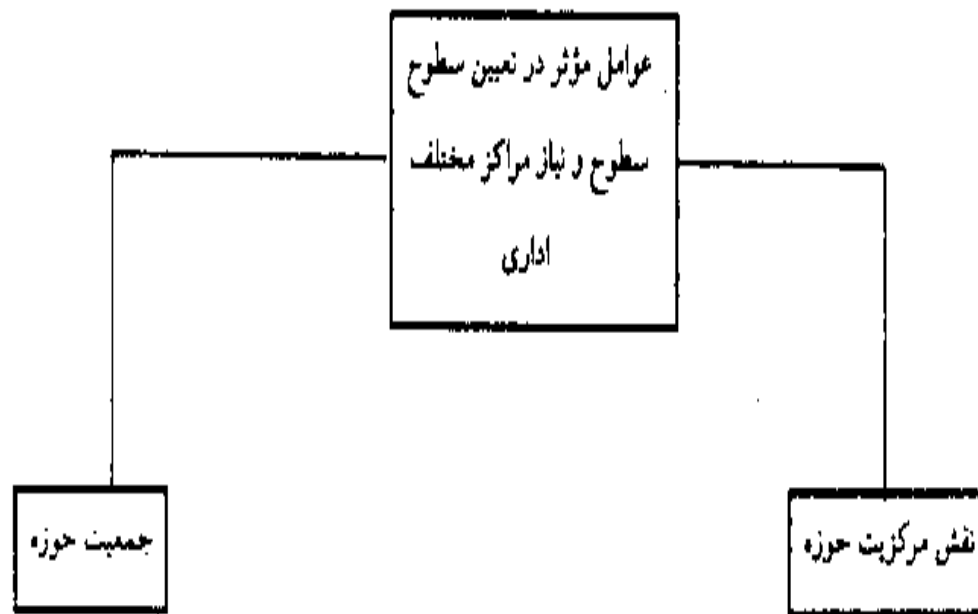 عوامل مؤثر در تعیین سطوح
سطوح و نیاز مراکز مختلف
اداری
نقش مرکزیت حوزه
جمعیت حوزه